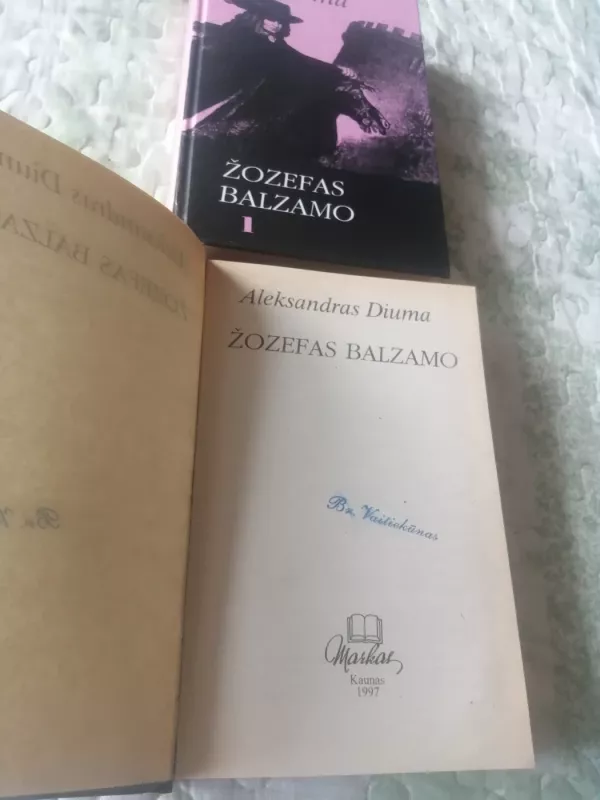 ŽOZEFAS
BALZAMO
1
Aleksandras Diuma
ŽOZEFAS BALZAMO
Br. Vaitiekūnas
Markas
Kaunas
1997